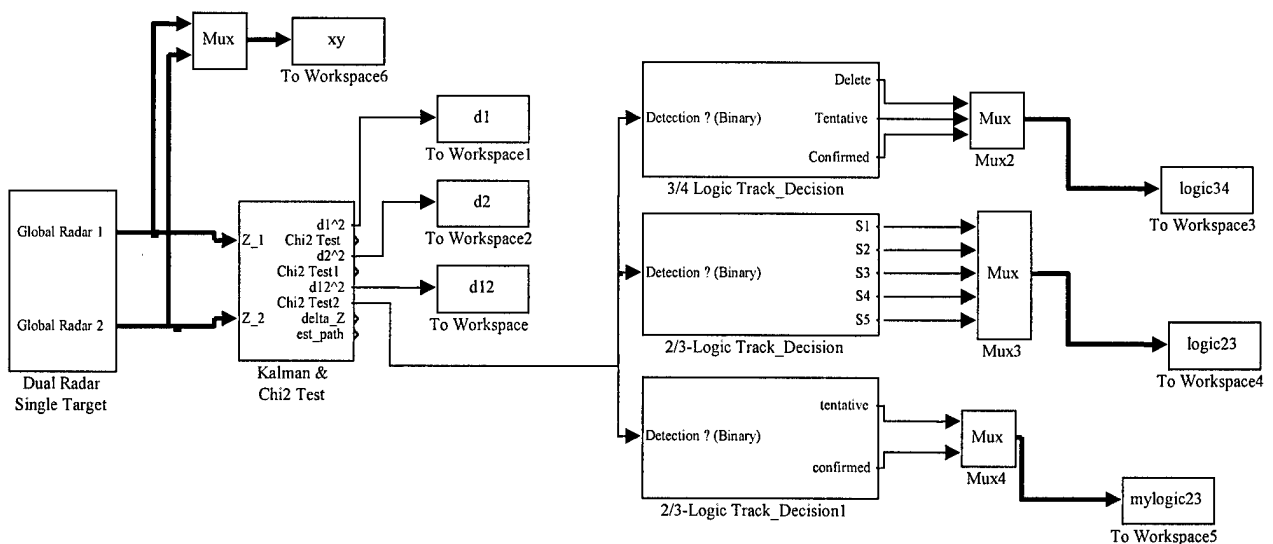 Mux
xy
To Workspace6
Global Radar 1
Global Radar 2
Dual Radar
Single Target
Z_1
Z_2
d1^2
Chi2 Test
d2^2
Chi2 Test1
d12^2
Chi2 Test2
delta_Z
est_path
Kalman &
Chi2 Test
d1
To Workspace1
d2
To Workspace2
d12
To Workspace
Detection ? (Binary)
Delete
Tentative
Confirmed
3/4 Logic Track_Decision
Mux
Mux2
logic34
To Workspace3
Detection ? (Binary)
S1
S2
S3
S4
S5
2/3-Logic Track_Decision
Mux
Mux3
logic23
To Workspace4
Detection ? (Binary)
tentative
confirmed
2/3-Logic Track_Decision1
Mux
Mux4
mylogic23
To Workspace5